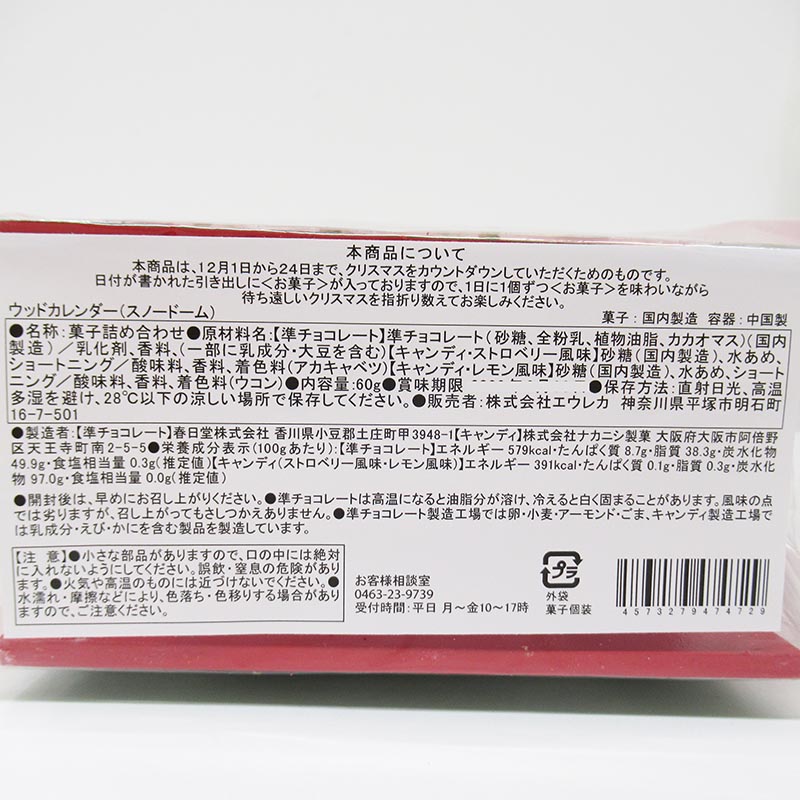 本商品について
本商品は、12月1日から24日まで、クリスマスをカウントダウンしていただくためのものです。
日付が書かれた引き出しに＜お菓子＞が入っておりますので、1日に1個ずつ＜お菓子＞を味わいながら
待ち遠しいクリスマスを指折り数えてお楽しみください。
ウッドカレンダー（スノードーム） 菓子：国内製造 容器：中国製
●名称：菓子詰め合わせ●原材料名：【準チョコレート】準チョコレート（砂糖、全粉乳、植物油脂、カカオマス）（国内
製造）／乳化剤、香料、（一部に乳成分・大豆を含む）【キャンディ・ストロベリー風味】砂糖（国内製造）、水あめ、
ショートニング／酸味料、香料、着色料（アカキャベツ）【キャンディ・レモン風味】砂糖（国内製造）、水あめ、ショート
ニング／酸味料、香料、着色料（ウコン）●内容量：60g●賞味期限 ●保存方法：直射日光、高温
多湿を避け、28℃以下の涼しい場所で保存してください。●販売者：株式会社エウレカ 神奈川県平塚市明石町
16-7-501
●製造者：【準チョコレート】春日堂株式会社 香川県小豆郡土庄町甲3948-1【キャンディ】株式会社ナカニシ製菓 大阪府大阪市阿倍野
区天王寺町南2-5-5●栄養成分表示（100gあたり）：【準チョコレート】エネルギー 579kcal・たんぱく質 8.7g・脂質 38.3g・炭水化物
49.9g・食塩相当量 0.3g（推定値）【キャンディ（ストロベリー風味・レモン風味）】エネルギー 391kcal・たんぱく質 0.1g・脂質 0.3g・炭水化
物 97.0g・食塩相当量 0.0g（推定値）
●開封後は、早めにお召し上がりください。●準チョコレートは高温になると油脂分が溶け、冷えると白く固まることがあります。風味の点
では劣りますが、召し上がってもさしつかえありません。●準チョコレート製造工場では卵・小麦・アーモンド・ごま、キャンディ製造工場で
は乳成分・えび・かにを含む製品を製造しています。
【注 意】●小さな部品がありますので、口の中には絶対
に入れないようにしてください。誤飲・窒息の危険があり
ます。●火気や高温のものには近づけないでください。●
水濡れ・摩擦などにより、色落ち・色移りする場合があり
ますので、ご注意ください。
お客様相談室
0463-23-9739
受付時間：平日 月～金10～17時
プラ
外袋
菓子個装
4573279474729